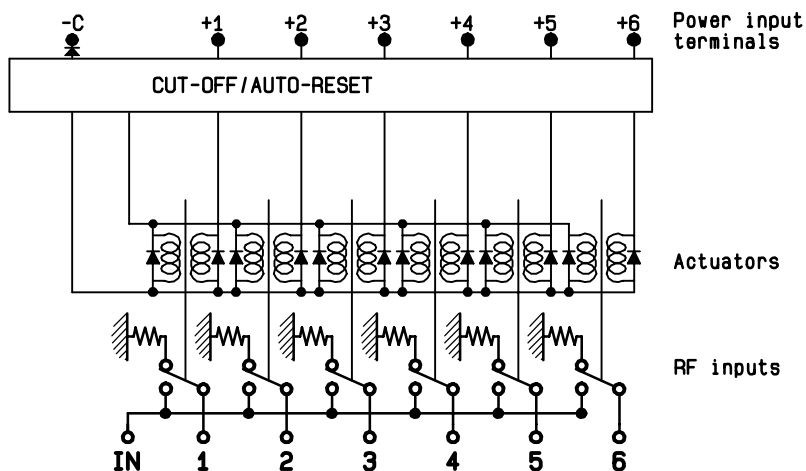 -C +1 +2 +3 +4 +5 +6 Power input
terminals
CUT-OFF/AUTO-RESET
Actuators
RF inputs
IN 1 2 3 4 5 6